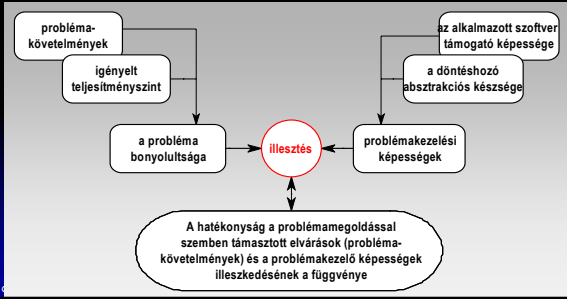 probléma-
követelmények
igényelt
teljesítményszint
a probléma
bonyolultsága
illesztés
az alkalmazott szoftver
támogató képessége
a döntéshozó
absztrakciós készsége
problémakezelési
képességek
A hatékonyság a problémamegoldással
szemben támasztott elvárások (probléma-
követelmények) és a problémakezelő képességek
illeszkedésének a függvénye